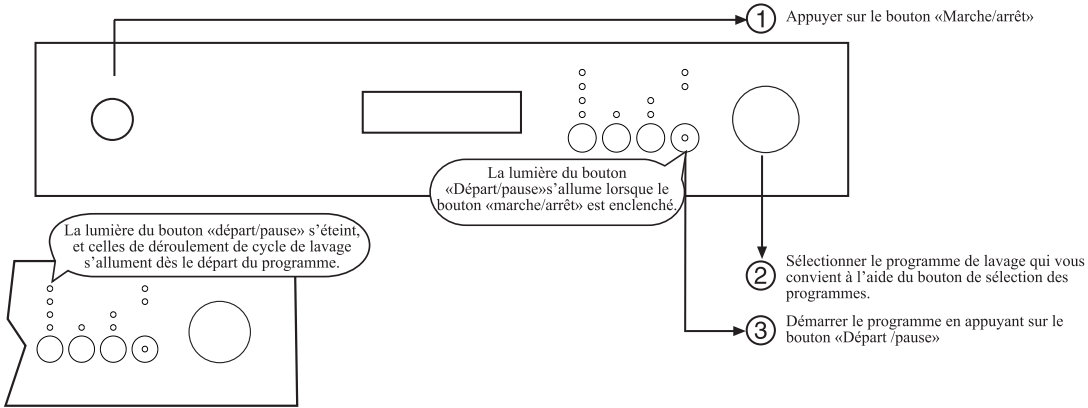 1 Appuyer sur le bouton «Marche/arrêt»
La lumière du bouton
«Départ/pause»s’allume lorsque le
bouton «marche/arrêt» est enclenché.
La lumière du bouton «départ/pause» s’éteint,
et celles de déroulement de cycle de lavage
s’allument dès le départ du programme.
2 Sélectionner le programme de lavage qui vous
convient à l’aide du bouton de sélection des
programmes.
3 Démarrer le programme en appuyant sur le
bouton «Départ /pause»